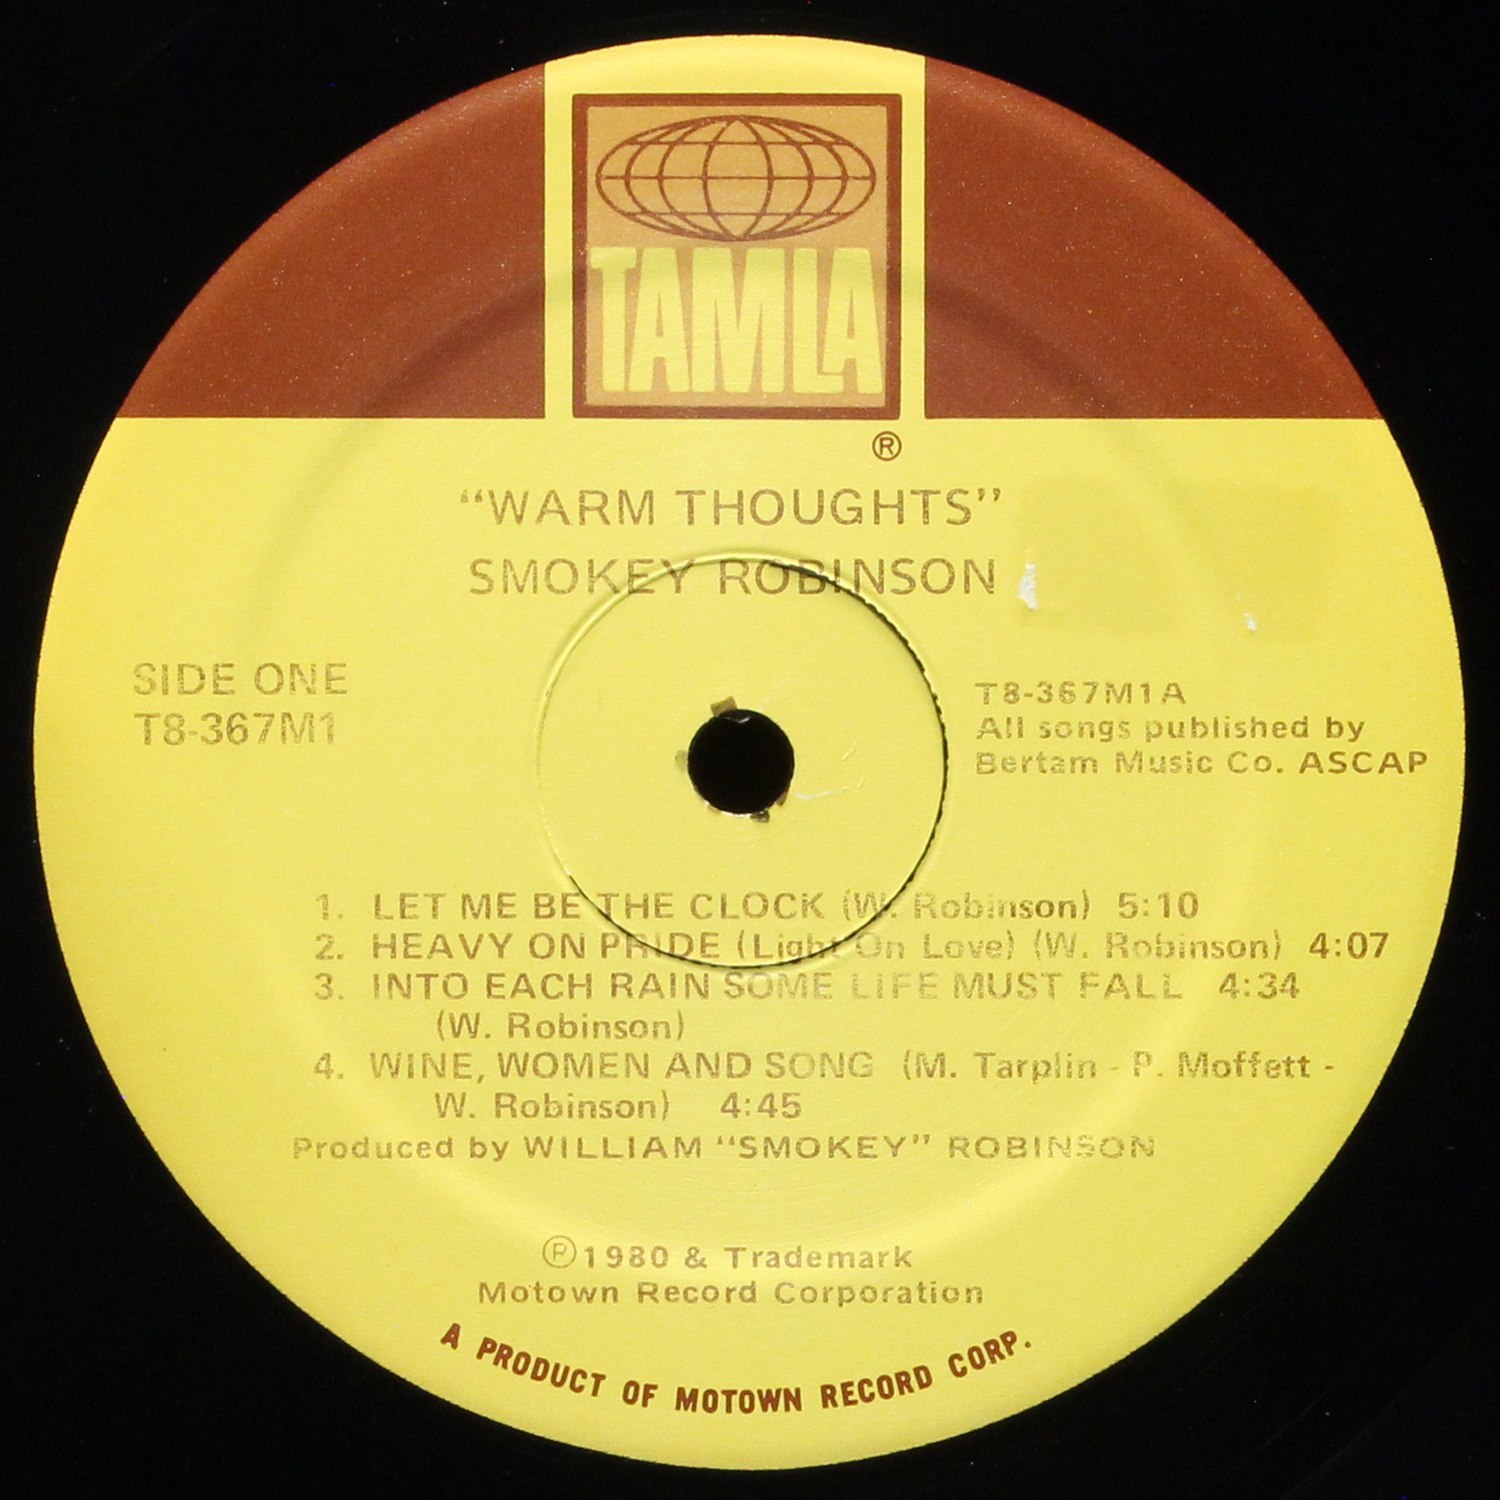 TAMLA
®
“WARM THOUGHTS”
SMOKEY ROBINSON
SIDE ONE
T8-367M1
T8-367M1A
All songs published by
Bertam Music Co. ASCAP
1. LET ME BE THE CLOCK (W. Robinson) 5:10
2. HEAVY ON PRIDE (Light On Love) (W. Robinson) 4:07
3. INTO EACH RAIN SOME LIFE MUST FALL 4:34
(W. Robinson)
4. WINE, WOMEN AND SONG (M. Tarplin - P. Moffett -
W. Robinson) 4:45
Produced by WILLIAM “SMOKEY” ROBINSON
℗1980 & Trademark
Motown Record Corporation
A PRODUCT OF MOTOWN RECORD CORP.